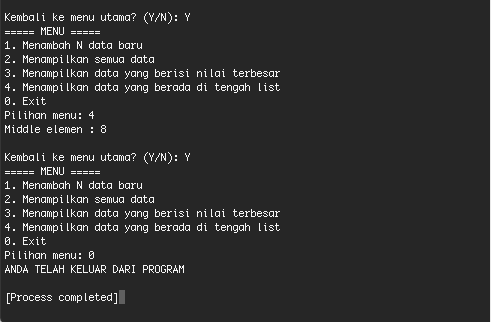 Kembali ke menu utama? (Y/N): Y
===== MENU =====
1. Menambah N data baru
2. Menampilkan semua data
3. Menampilkan data yang berisi nilai terbesar
4. Menampilkan data yang berada di tengah list
0. Exit
Pilihan menu: 4
Middle elemen : 8
Kembali ke menu utama? (Y/N): Y
===== MENU =====
1. Menambah N data baru
2. Menampilkan semua data
3. Menampilkan data yang berisi nilai terbesar
4. Menampilkan data yang berada di tengah list
0. Exit
Pilihan menu: 0
ANDA TELAH KELUAR DARI PROGRAM
[Process completed]